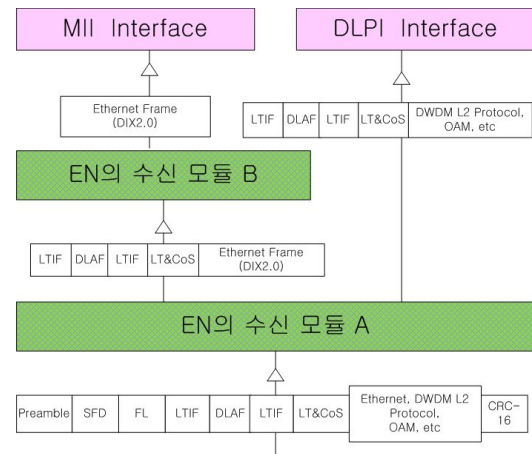 MII Interface
DLPI Interface
Ethernet Frame
(DIX2.0)
LTIF DLAF LTIF LT&CoS DWDM L2 Protocol,
OAM, etc
EN의 수신 모듈 B
LTIF DLAF LTIF LT&CoS Ethernet Frame
(DIX2.0)
EN의 수신 모듈 A
Preamble SFD FL LTIF DLAF LTIF LT&CoS Ethernet, DWDM L2
Protocol,
OAM, etc
CRC-
16